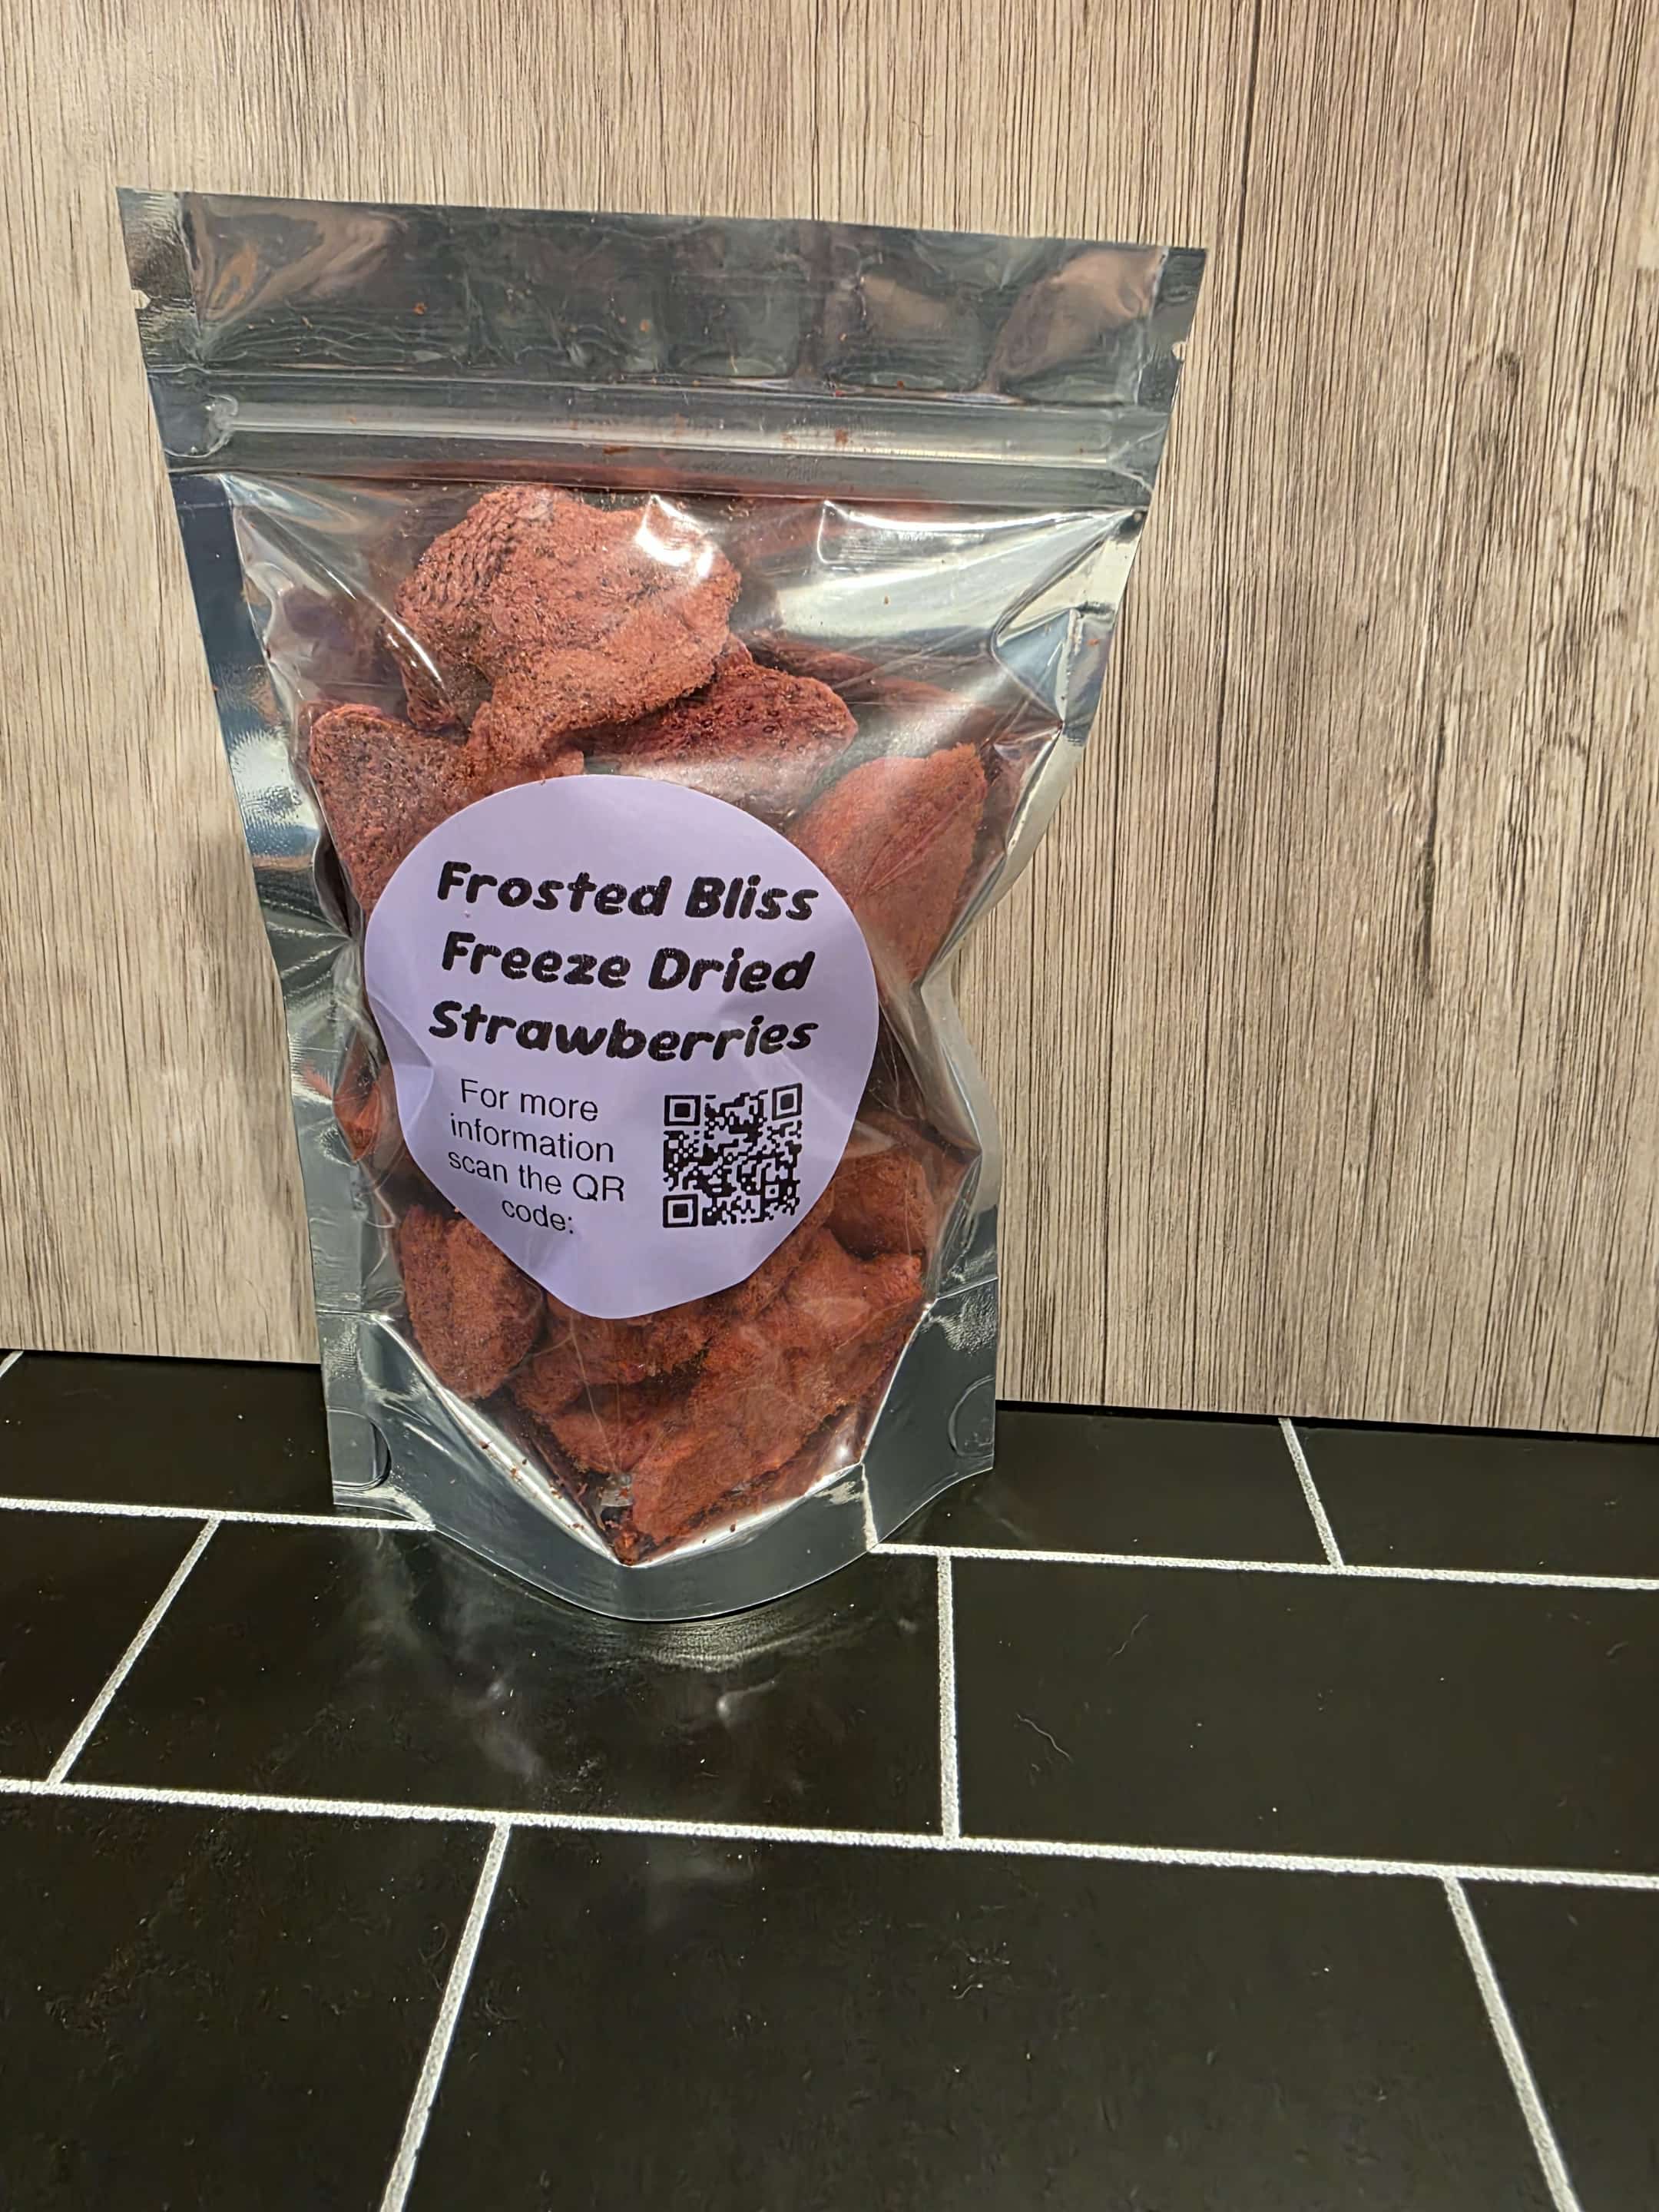 Frosted Bliss
Freeze Dried
Strawberries
For more
information
scan the QR
code: